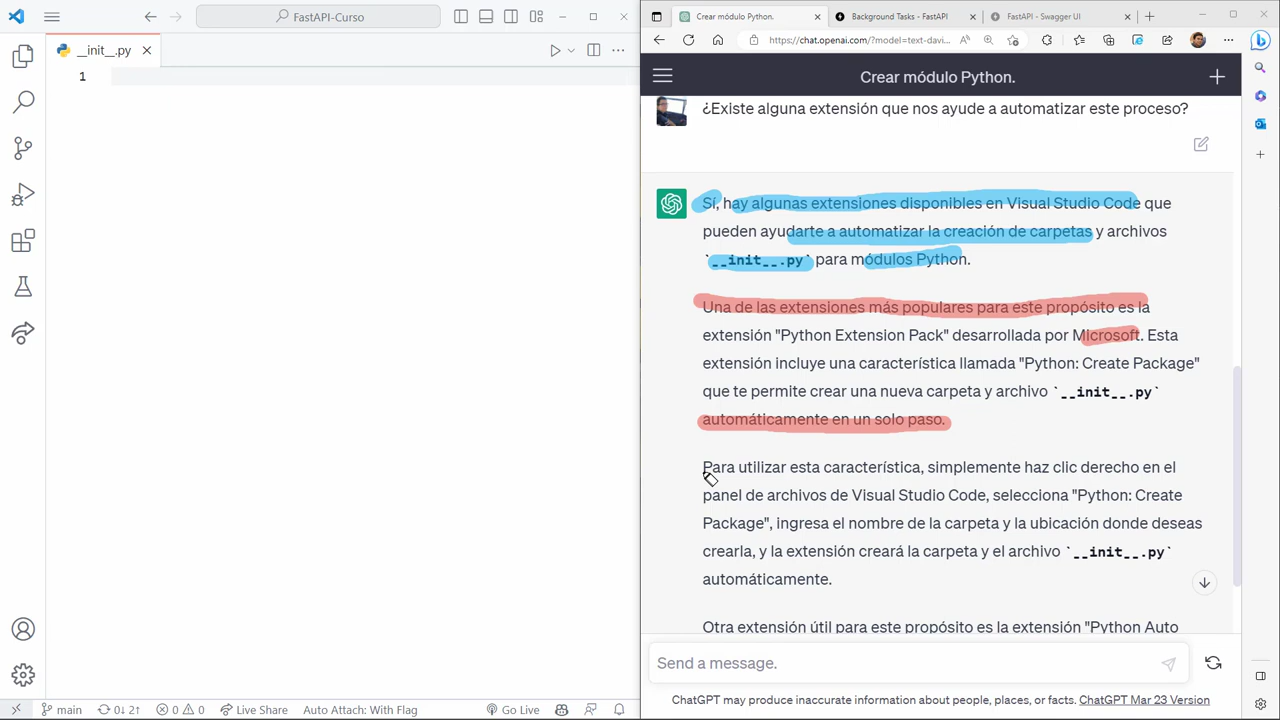 FastAPI-Curso
__init__.py
1
main
0↓ 2↑
0
0
Live Share
Auto Attach: With Flag
Go Live
Crear módulo Python.
Background Tasks - FastAPI
FastAPI - Swagger UI
https://chat.openai.com/?model=text-davi...
Crear módulo Python.
¿Existe alguna extensión que nos ayude a automatizar este proceso?
Sí, hay algunas extensiones disponibles en Visual Studio Code que
pueden ayudarte a automatizar la creación de carpetas y archivos
`__init__.py` para módulos Python.
Una de las extensiones más populares para este propósito es la
extensión "Python Extension Pack" desarrollada por Microsoft. Esta
extensión incluye una característica llamada "Python: Create Package"
que te permite crear una nueva carpeta y archivo `__init__.py`
automáticamente en un solo paso.
Para utilizar esta característica, simplemente haz clic derecho en el
panel de archivos de Visual Studio Code, selecciona "Python: Create
Package", ingresa el nombre de la carpeta y la ubicación donde deseas
crearla, y la extensión creará la carpeta y el archivo `__init__.py`
automáticamente.
Otra extensión útil para este propósito es la extensión "Python Auto
Send a message.
ChatGPT may produce inaccurate information about people, places, or facts. ChatGPT Mar 23 Version